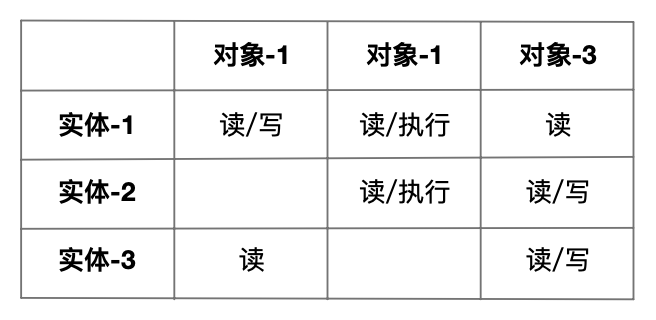 对象-1 对象-1 对象-3
实体-1 读/写 读/执行 读
实体-2 读/执行 读/写
实体-3 读 读/写